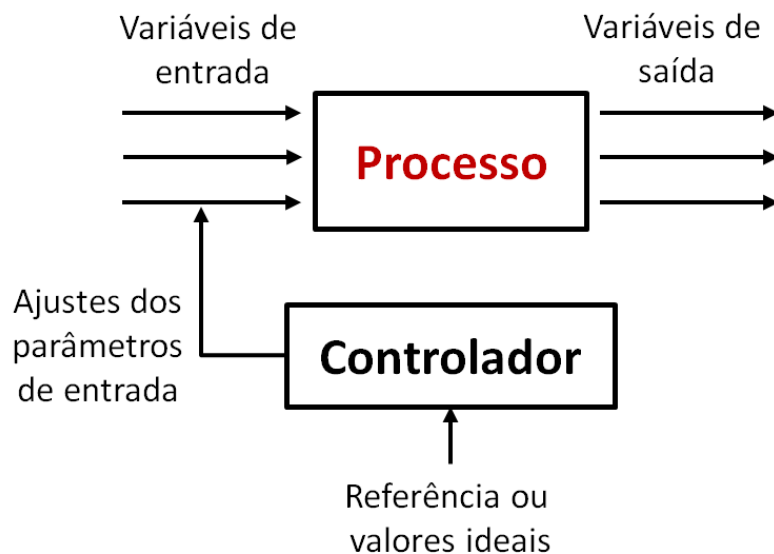 Variáveis de
entrada
Variáveis de
saída
Processo
Ajustes dos
parâmetros
de entrada
Controlador
Referência ou
valores ideais